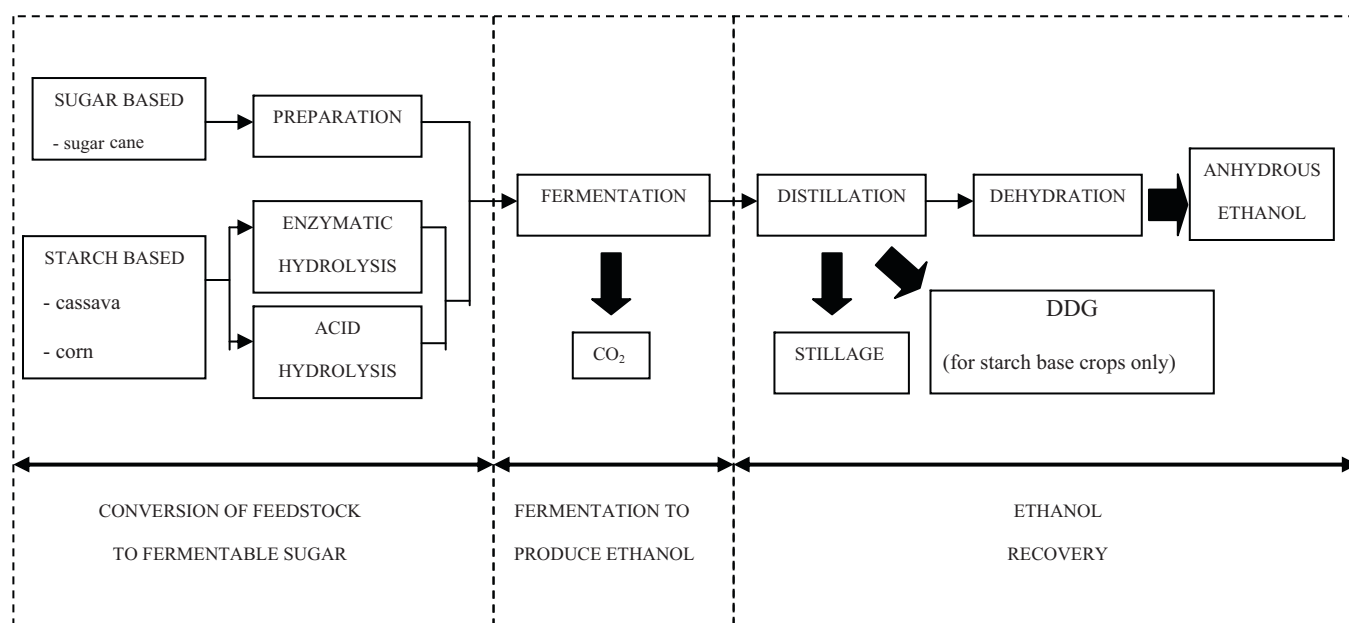 SUGAR BASED
- sugar cane
PREPARATION
STARCH BASED
- cassava
- corn
ENZYMATIC
HYDROLYSIS
ACID
HYDROLYSIS
FERMENTATION
CO₂
DISTILLATION
STILLAGE
DDG
(for starch base crops only)
DEHYDRATION
ANHYDROUS
ETHANOL
CONVERSION OF FEEDSTOCK
TO FERMENTABLE SUGAR
FERMENTATION TO
PRODUCE ETHANOL
ETHANOL
RECOVERY